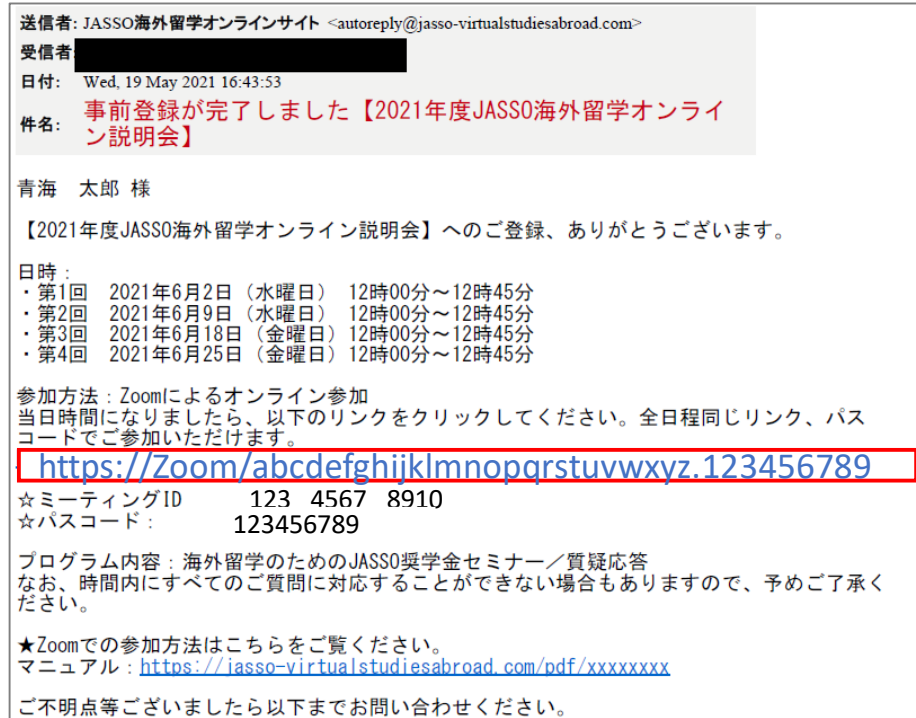 送信者: JASSO海外留学オンラインサイト <autoreply@jasso-virtualstudiesabroad.com>
受信者:
日付: Wed, 19 May 2021 16:43:53
件名: 事前登録が完了しました【2021年度JASSO海外留学オンライ
ン説明会】
青海 太郎 様
【2021年度JASSO海外留学オンライン説明会】へのご登録、ありがとうございます。
日時：
・第1回 2021年6月2日（水曜日） 12時00分～12時45分
・第2回 2021年6月9日（水曜日） 12時00分～12時45分
・第3回 2021年6月18日（金曜日）12時00分～12時45分
・第4回 2021年6月25日（金曜日）12時00分～12時45分
参加方法：Zoomによるオンライン参加
当日時間になりましたら、以下のリンクをクリックしてください。全日程同じリンク、パス
コードでご参加いただけます。
https://Zoom/abcdefghijklmnopqrstuvwxyz.123456789
☆ミーティングID 123 4567 8910
☆パスコード： 123456789
プログラム内容：海外留学のためのJASSO奨学金セミナー／質疑応答
なお、時間内にすべてのご質問に対応することができない場合もありますので、予めご了承く
ださい。
★Zoomでの参加方法はこちらをご覧ください。
マニュアル：https://jasso-virtualstudiesabroad.com/pdf/xxxxxxxx
ご不明点等ございましたら以下までお問い合わせください。